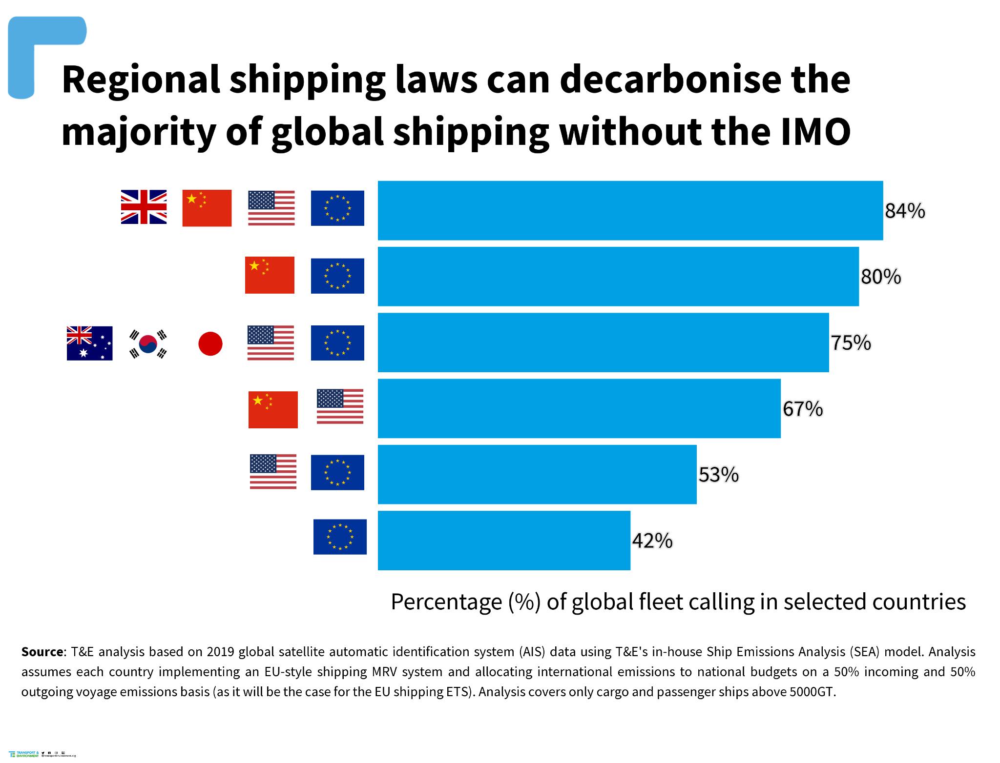 Regional shipping laws can decarbonise the
majority of global shipping without the IMO
84%
80%
75%
67%
53%
42%
Percentage (%) of global fleet calling in selected countries
Source: T&E analysis based on 2019 global satellite automatic identification system (AIS) data using T&E's in-house Ship Emissions Analysis (SEA) model. Analysis
assumes each country implementing an EU-style shipping MRV system and allocating international emissions to national budgets on a 50% incoming and 50%
outgoing voyage emissions basis (as it will be the case for the EU shipping ETS). Analysis covers only cargo and passenger ships above 5000GT.
TRANSPORT &
ENVIRONMENT
@transportenvironment.org